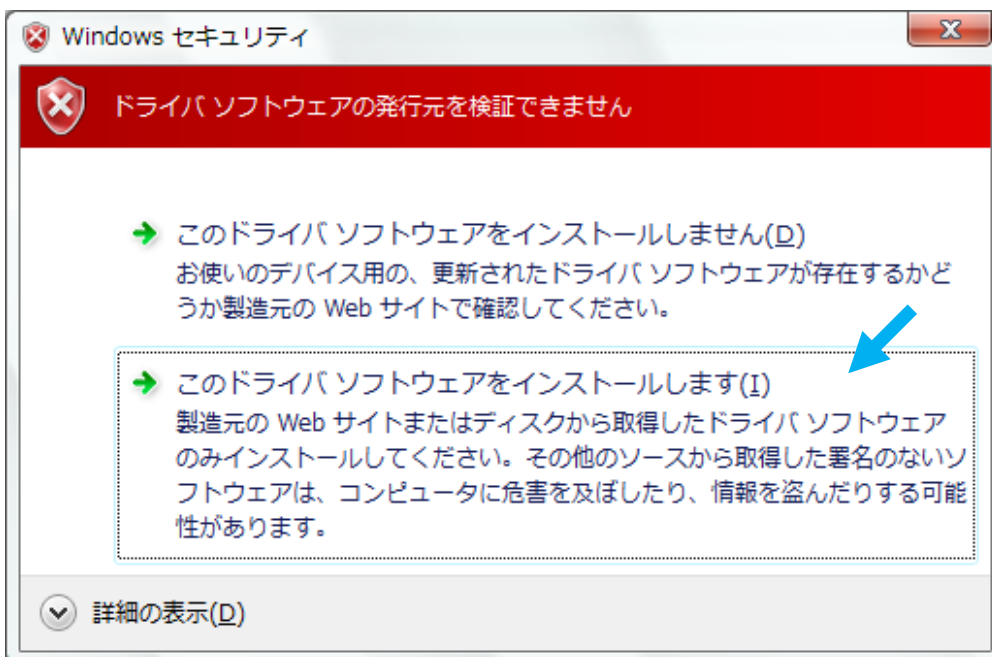 Windows セキュリティ
ドライバ ソフトウェアの発行元を検証できません
このドライバ ソフトウェアをインストールしません(D)
お使いのデバイス用の、更新されたドライバ ソフトウェアが存在するかど
うか製造元の Web サイトで確認してください。
このドライバ ソフトウェアをインストールします(I)
製造元の Web サイトまたはディスクから取得したドライバ ソフトウェア
のみインストールしてください。その他のソースから取得した署名のないソ
フトウェアは、コンピュータに危害を及ぼしたり、情報を盗んだりする可能
性があります。
詳細の表示(D)